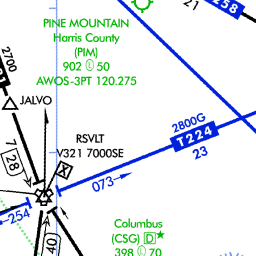 PINE MOUNTAIN
Harris County
(PIM)
902 50
AWOS-3PT 120.275
21
258
2700
JALVO
2800G
T224
23
RSVLT
V321 7000SE
7
28
073
254
40
Columbus
(CSG) D★
398 70